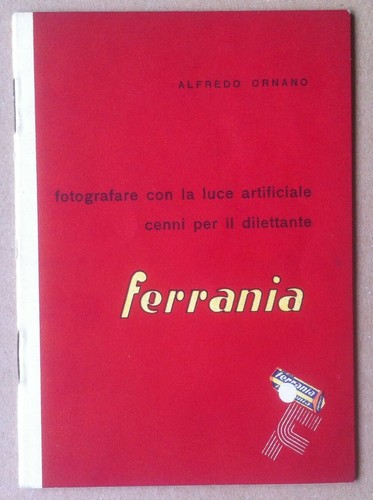 ALFREDO ORNANO
fotografare con la luce artificiale
cenni per il dilettante
ferrania
ferrania